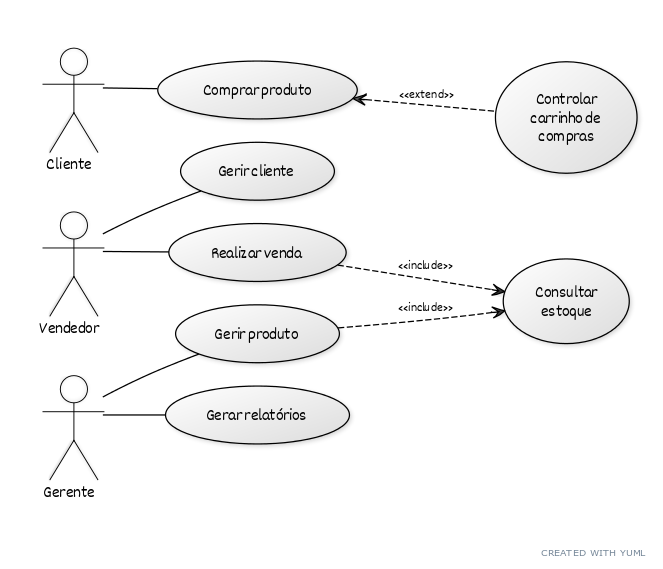 Comprar produto
<<extend>>
Controlar
carrinho de
compras
Cliente
Gerir cliente
Realizar venda
<<include>>
Vendedor
<<include>>
Consultar
estoque
Gerir produto
Gerar relatórios
Gerente
CREATED WITH YUML